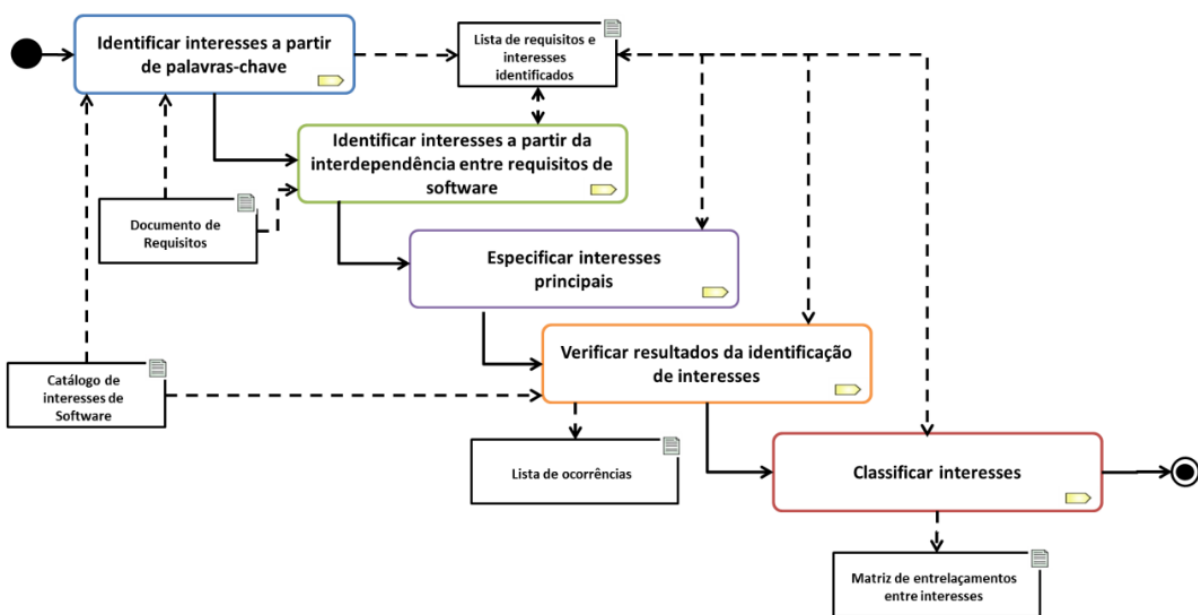 Identificar interesses a partir
de palavras-chave
Lista de requisitos e
interesses
identificados
Identificar interesses a partir da
interdependência entre requisitos de
software
Documento de
Requisitos
Especificar interesses
principais
Verificar resultados da identificação
de interesses
Catálogo de
interesses de
Software
Lista de ocorrências
Classificar interesses
Matriz de entrelaçamentos
entre interesses